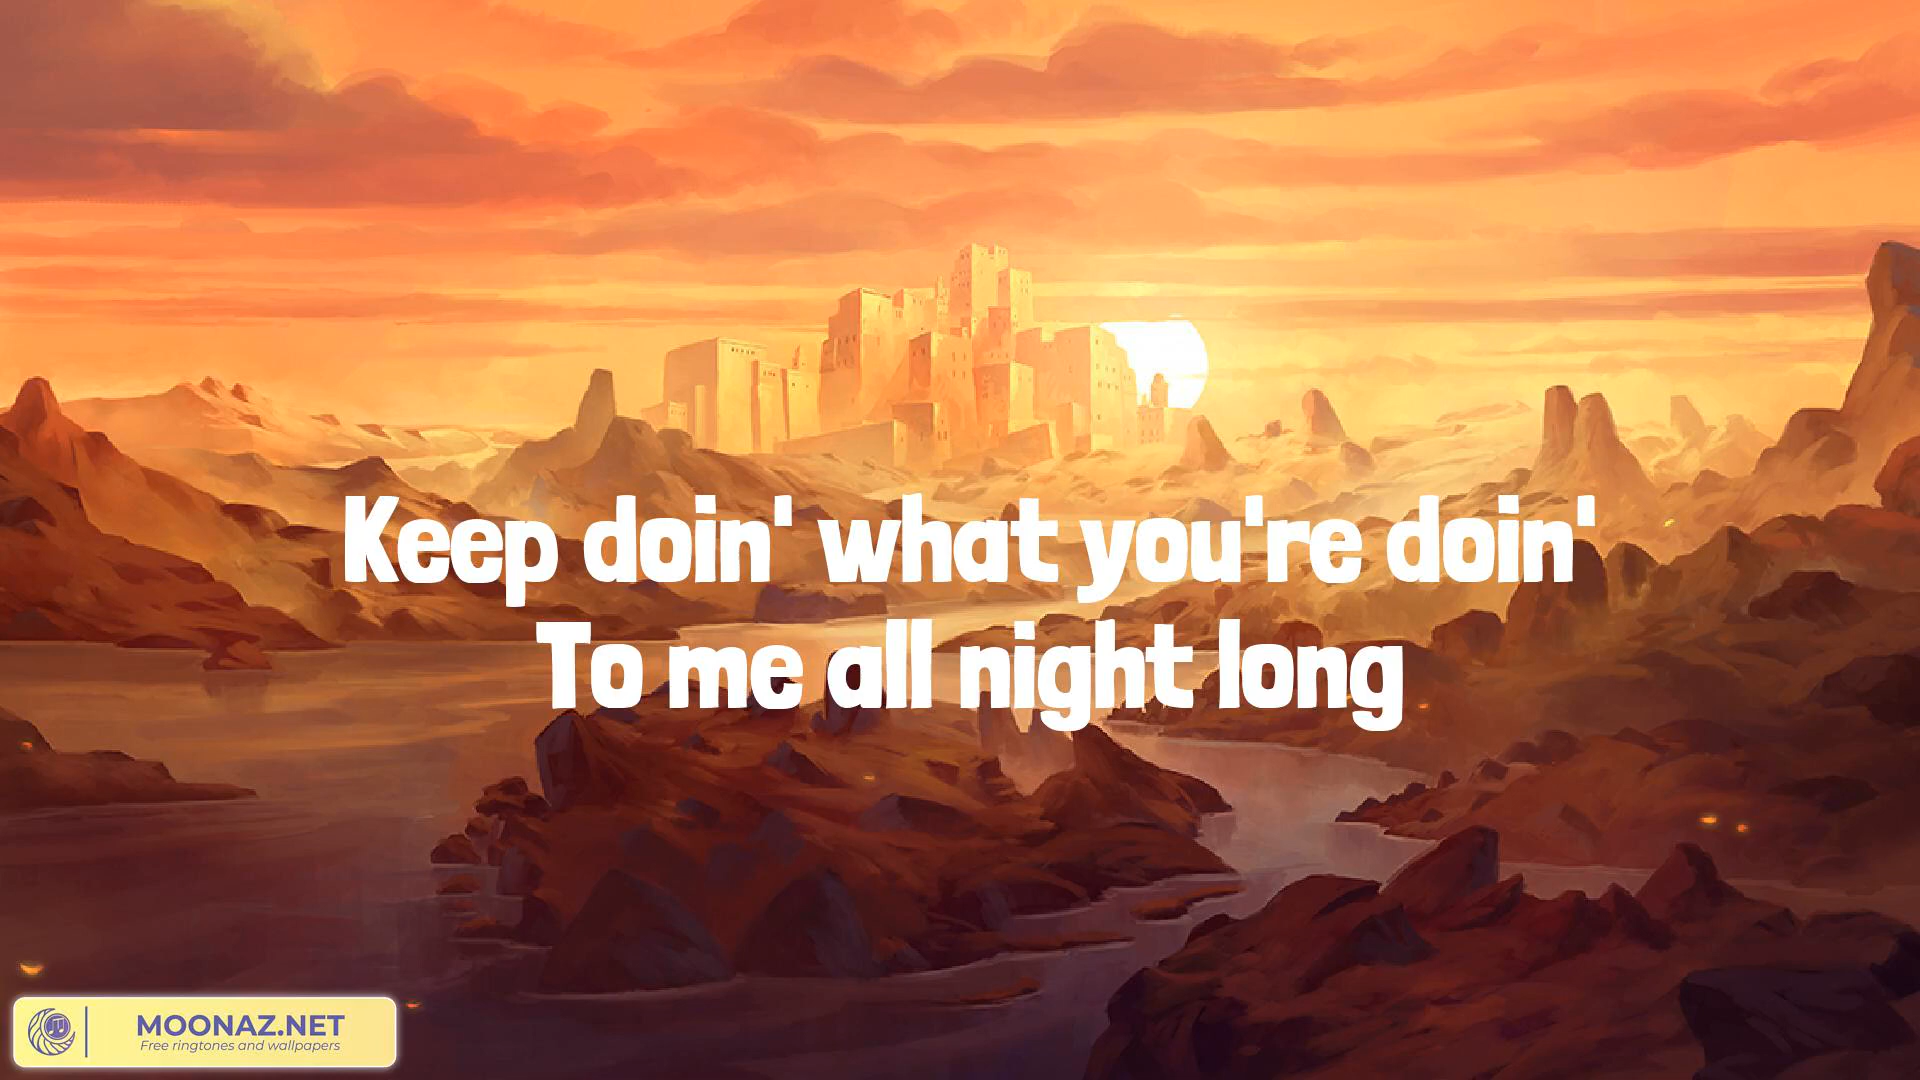 Keep doin' what you're doin'
To me all night long
MOONAZ.NET
Free ringtones and wallpapers